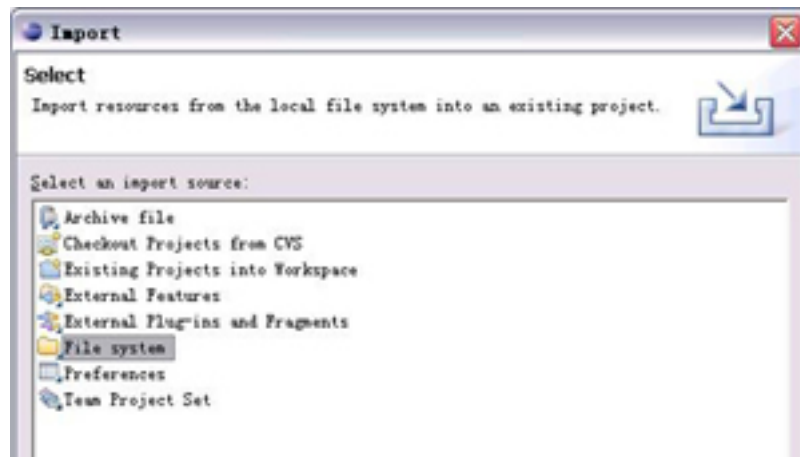 Import
Select
Import resources from the local file system into an existing project.
Select an import source:
Archive file
Checkout Projects from CVS
Existing Projects into Workspace
External Features
External Plug-ins and Fragments
File system
Preferences
Team Project Set